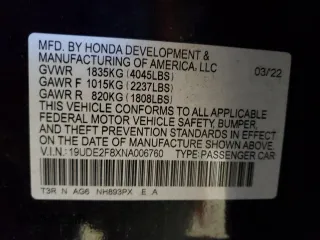 MFD. BY HONDA DEVELOPMENT &
MANUFACTURING OF AMERICA, LLC
GVWR 1835KG (4045LBS) 03/22
GAWR F 1015KG (2237LBS)
GAWR R 820KG (1808LBS)
THIS VEHICLE CONFORMS TO ALL APPLICABLE
FEDERAL MOTOR VEHICLE SAFETY, BUMPER,
AND THEFT PREVENTION STANDARDS IN EFFECT
ON THE DATE OF MANUFACTURE SHOWN ABOVE.
V.I.N.: 19UDE2F8XNA006760 TYPE: PASSENGER CAR
T3R N AG6 NH893PX E A